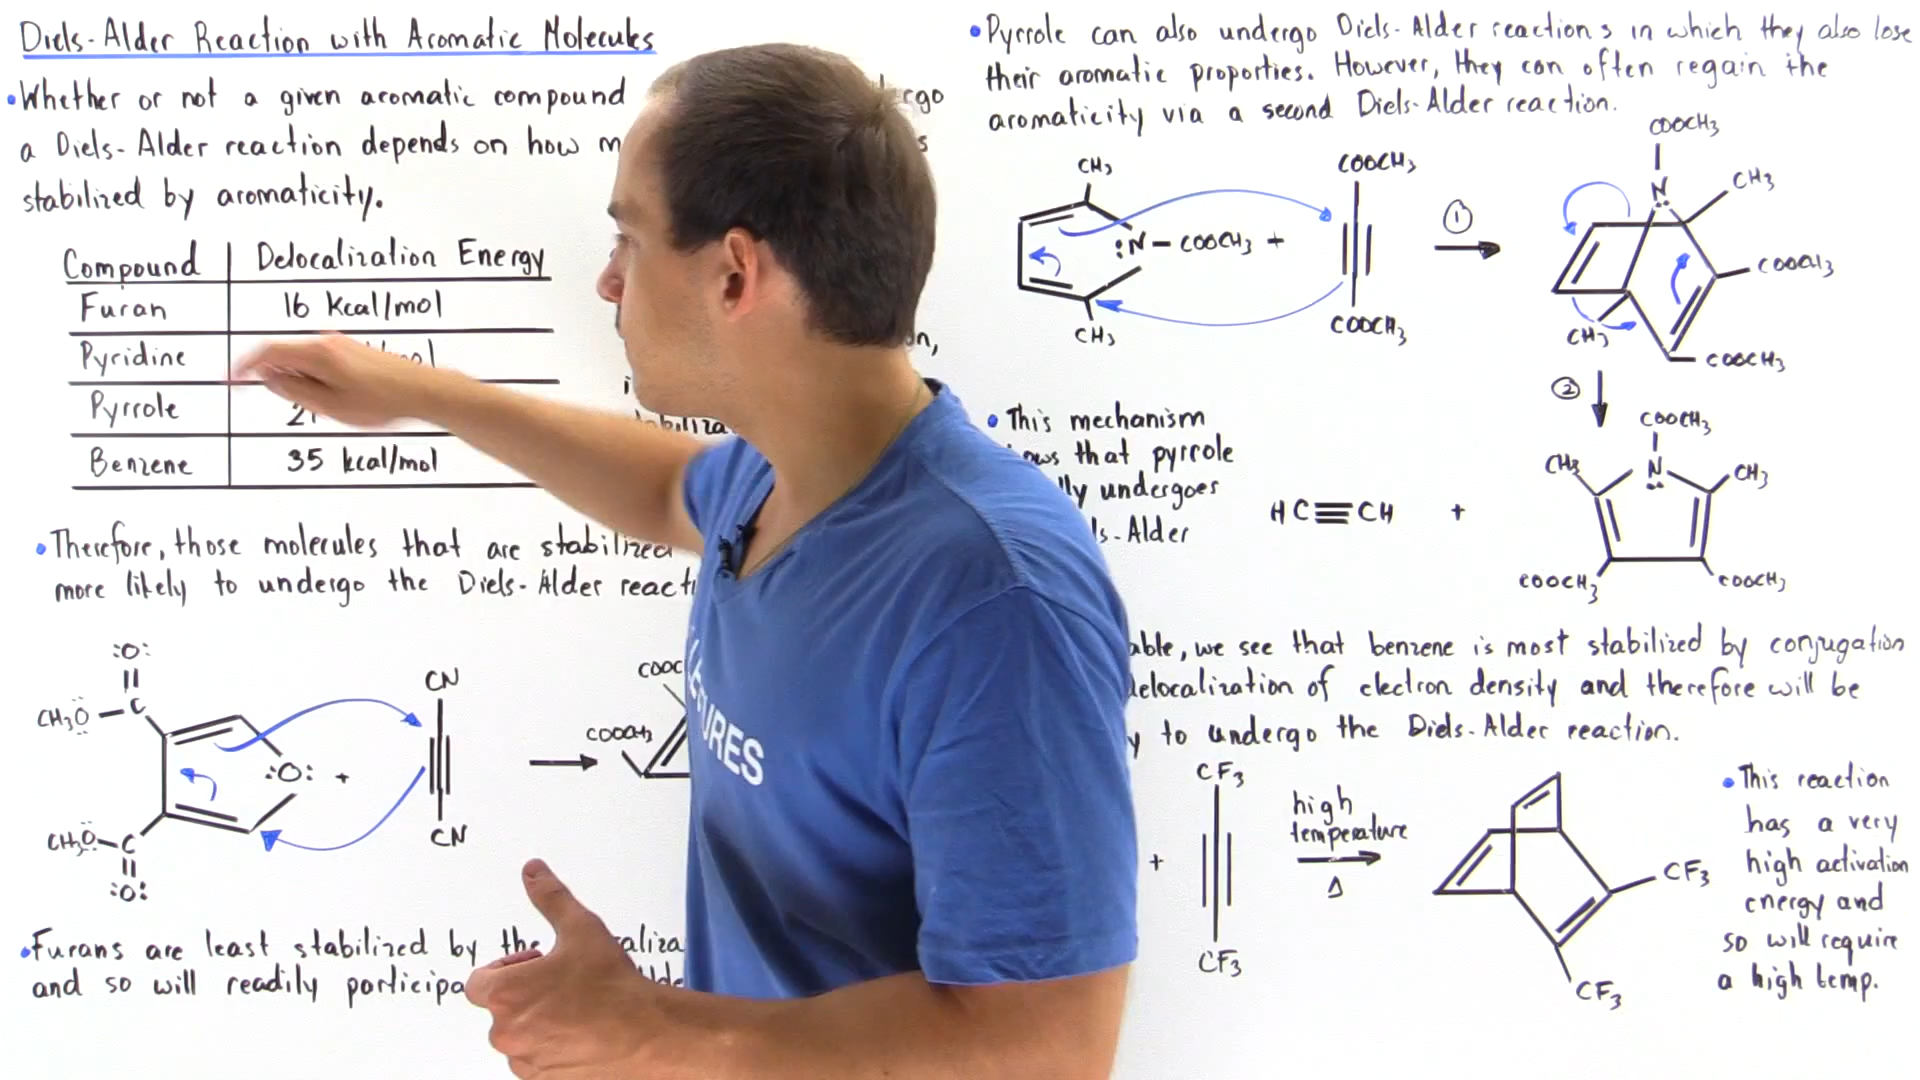 Diels-Alder Reaction with Aromatic Molecules
•Whether or not a given aromatic compound
a Diels-Alder reaction depends on how
stabilized by aromaticity.
Compound Delocalization Energy
Furan 16 kcal/mol
Pyridine
Pyrrole 21
Benzene 35 kcal/mol
•Therefore, those molecules that are stabilized
more likely to undergo the Diels-Alder
:O:
CH3O C
:O: +
CH3O C
:O:
CN
CN
COOCH3
•Furans are least stabilized by the
and so will readily
•Pyrrole can also undergo Diels-Alder reactions in which they also lose
their aromatic properties. However, they can often regain the
aromaticity via a second Diels-Alder reaction.
CH3
:N-COOCH3 +
CH3
COOCH3
COOCH3
①
COOCH3
N
CH3
COOCH3
CH3
COOCH3
②
•This mechanism
that pyrrole
undergoes
Alder
HC≡CH +
COOCH3
CH3 N CH3
COOCH3 COOCH3
we see that benzene is most stabilized by conjugation
delocalization of electron density and therefore will be
to undergo the Diels-Alder reaction.
+
CF3
CF3
high
temperature
Δ
CF3
CF3
•This reaction
has a very
high activation
energy and
so will require
a high temp.
URES